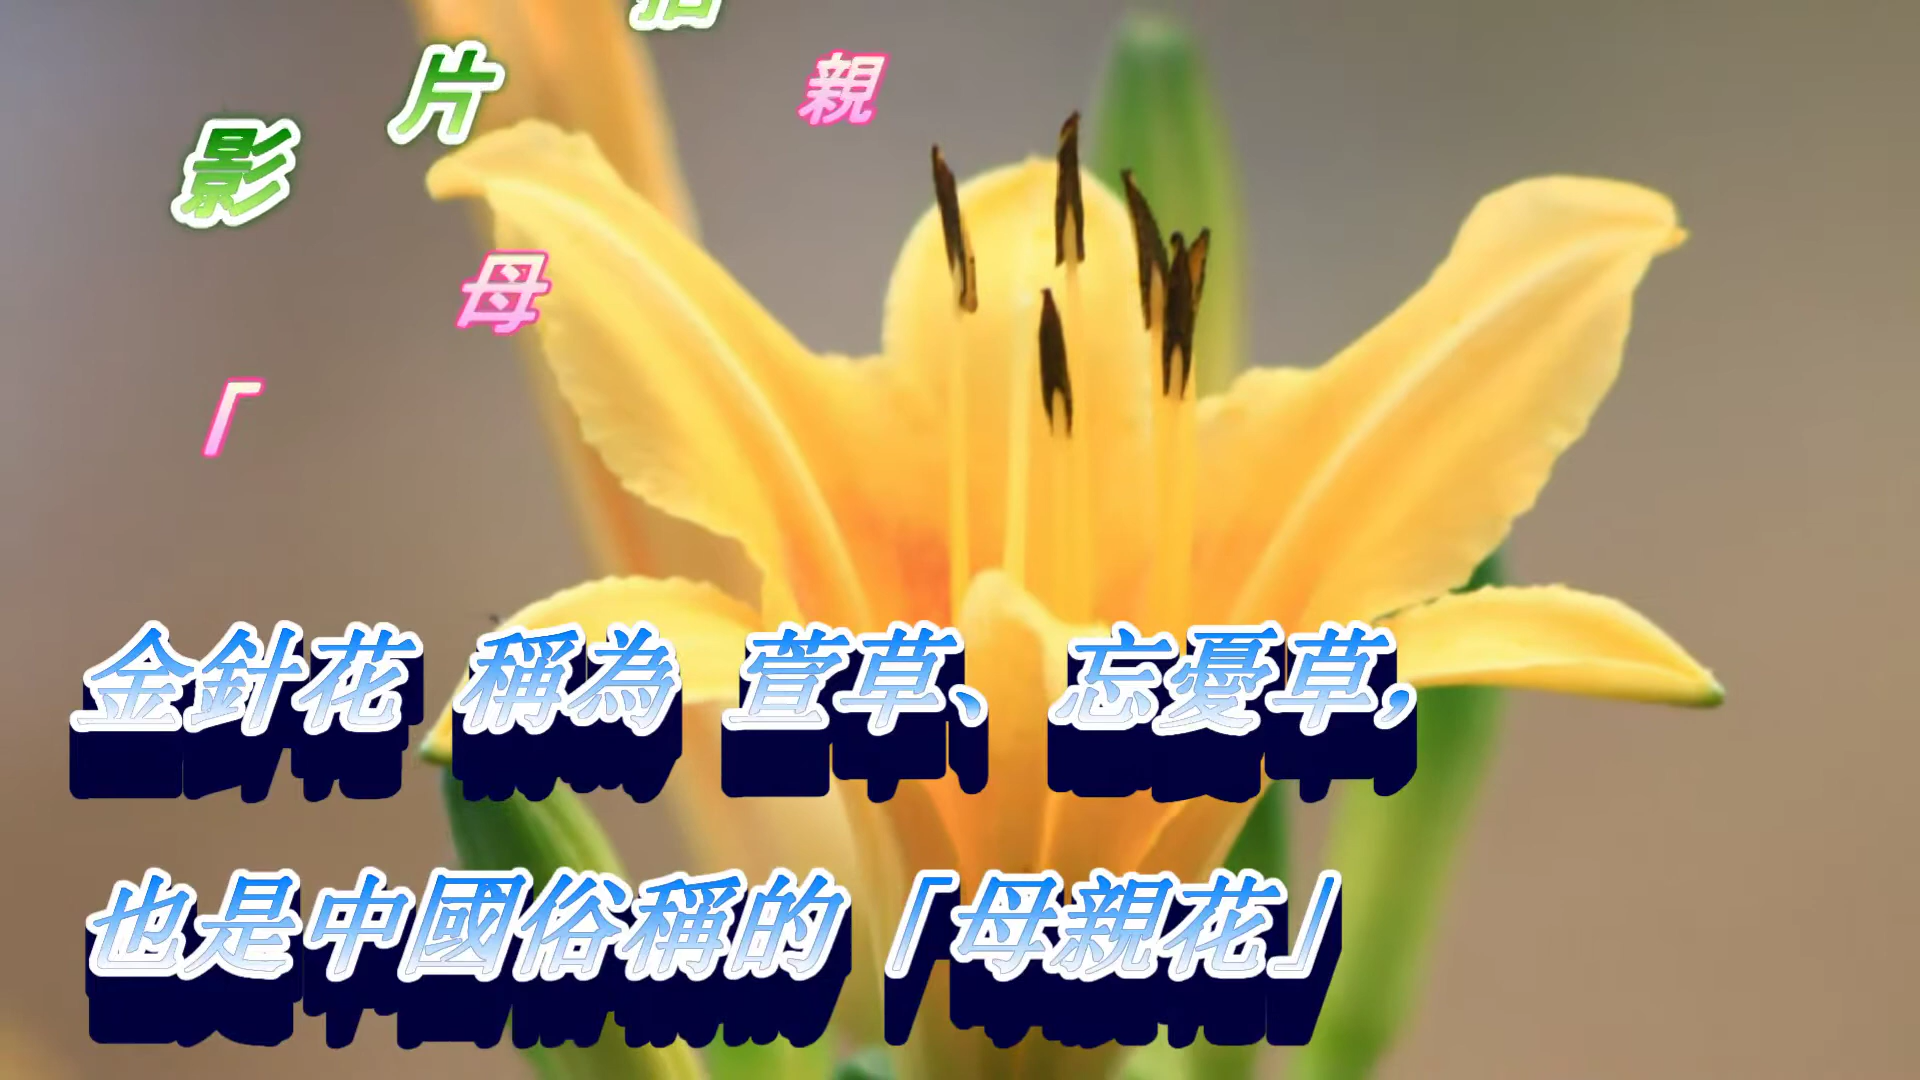 影片
「母親
金針花 稱為 萱草、忘憂草,
也是中國俗稱的「母親花」